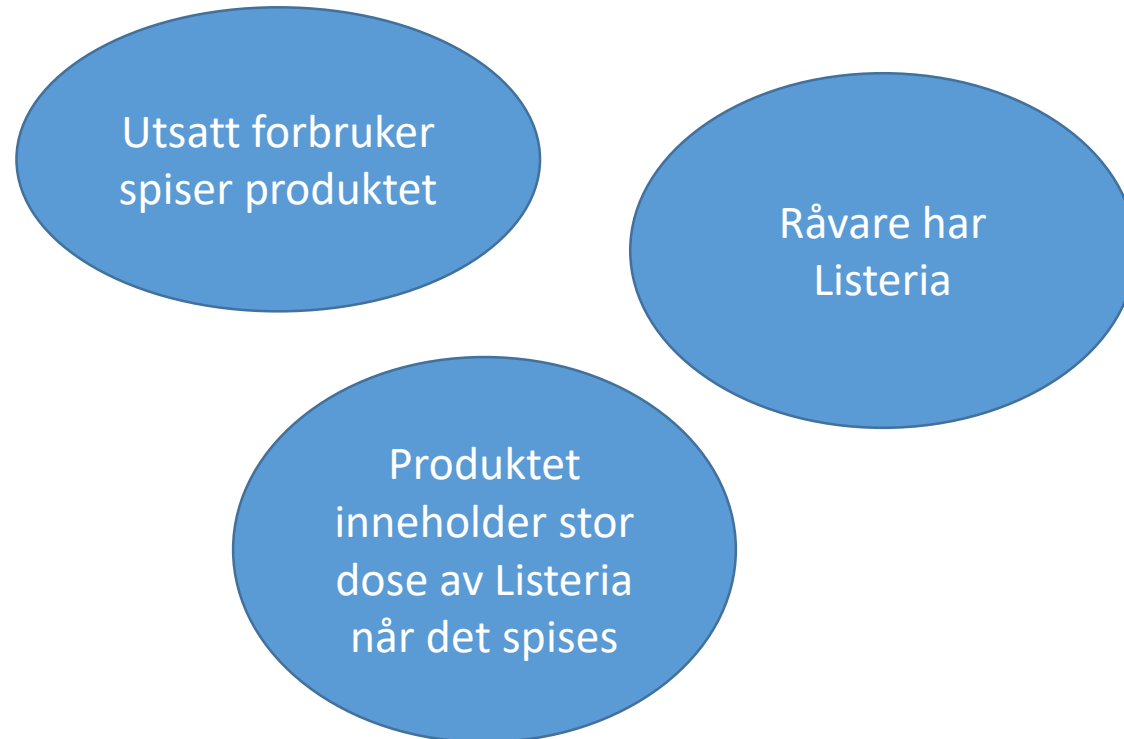 Utsatt forbruker
spiser produktet
Råvare har
Listeria
Produktet
inneholder stor
dose av Listeria
når det spises